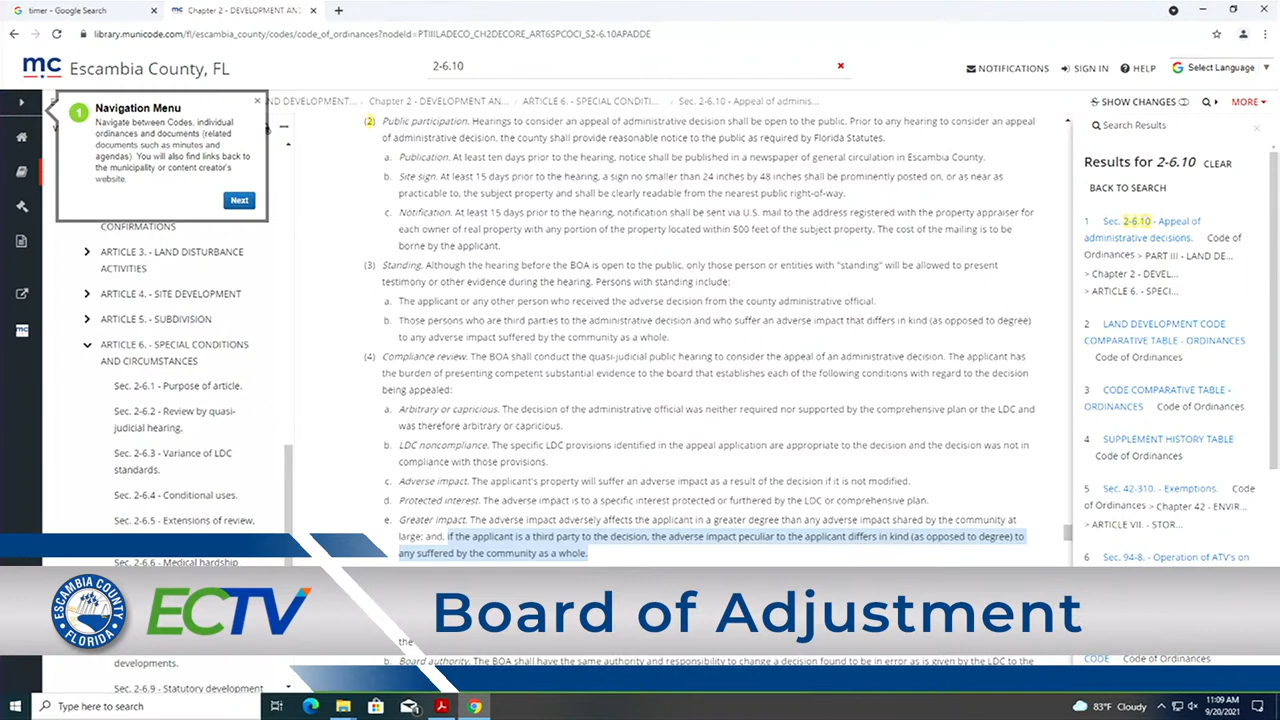 timer - Google Search
Chapter 2 - DEVELOPMENT AND
library.municode.com/fl/escambia_county/codes/code_of_ordinances?nodeId=PTIIILADECO_CH2DECORE_ART6SPCOCI_S2-6.10APADDE
mc Escambia County, FL
2-6.10
NOTIFICATIONS
SIGN IN
HELP
Select Language
DEVELOPMENT...
Chapter 2 - DEVELOPMENT AN...
ARTICLE 6. - SPECIAL CONDITI...
Sec. 2-6.10 - Appeal of adminis...
SHOW CHANGES
MORE
1
Navigation Menu
Navigate between Codes, individual
ordinances and documents (related
documents such as minutes and
agendas). You will also find links back to
the municipality or content creator's
website
Next
CONFIRMATIONS
ARTICLE 3. - LAND DISTURBANCE
ACTIVITIES
ARTICLE 4. - SITE DEVELOPMENT
ARTICLE 5. - SUBDIVISION
ARTICLE 6. - SPECIAL CONDITIONS
AND CIRCUMSTANCES
Sec. 2-6.1 - Purpose of article.
Sec. 2-6.2 - Review by quasi-
judicial hearing.
Sec. 2-6.3 - Variance of LDC
standards.
Sec. 2-6.4 - Conditional uses.
Sec. 2-6.5 - Extensions of review,
Sec. 2-6.6 - Medical hardship
developments.
Sec. 2-6.9 - Statutory development
(2) Public participation. Hearings to consider an appeal of administrative decision shall be open to the public. Prior to any hearing to consider an appeal
of administrative decision, the county shall provide reasonable notice to the public as required by Florida Statutes.
a. Publication. At least ten days prior to the hearing, notice shall be published in a newspaper of general circulation in Escambia County.
b. Site sign. At least 15 days prior to the hearing, a sign no smaller than 24 inches by 48 inches shall be prominently posted on, or as near as
practicable to, the subject property and shall be clearly readable from the nearest public right-of-way.
c. Notification. At least 15 days prior to the hearing, notification shall be sent via U.S. mail to the address registered with the property appraiser for
each owner of real property with any portion of the property located within 500 feet of the subject property. The cost of the mailing is to be
borne by the applicant.
(3) Standing. Although the hearing before the BOA is open to the public, only those person or entities with "standing" will be allowed to present
testimony or other evidence during the hearing. Persons with standing include:
a. The applicant or any other person who received the adverse decision from the county administrative official.
b. Those persons who are third parties to the administrative decision and who suffer an adverse impact that differs in kind (as opposed to degree)
to any adverse impact suffered by the community as a whole.
(4) Compliance review. The BOA shall conduct the quasi-judicial public hearing to consider the appeal of an administrative decision. The applicant has
the burden of presenting competent substantial evidence to the board that establishes each of the following conditions with regard to the decision
being appealed:
a. Arbitrary or capricious. The decision of the administrative official was neither required nor supported by the comprehensive plan or the LDC and
was therefore arbitrary or capricious.
b. LDC noncompliance. The specific LDC provisions identified in the appeal application are appropriate to the decision and the decision was not in
compliance with those provisions.
c. Adverse impact. The applicant's property will suffer an adverse impact as a result of the decision if it is not modified.
d. Protected interest. The adverse impact is to a specific interest protected or furthered by the LDC or comprehensive plan.
e. Greater impact. The adverse impact adversely affects the applicant in a greater degree than any adverse impact shared by the community at
large; and, if the applicant is a third party to the decision, the adverse impact peculiar to the applicant differs in kind (as opposed to degree) to
any suffered by the community as a whole.
the
b. Board authority. The BOA shall have the same authority and responsibility to change a decision found to be in error as is given by the LDC to the
Search Results
Results for 2-6.10 CLEAR
BACK TO SEARCH
1 Sec. 2-6.10 - Appeal of
administrative decisions. Code of
Ordinances > PART III - LAND DE...
> Chapter 2 - DEVEL...
> ARTICLE 6. - SPECI...
2 LAND DEVELOPMENT CODE
COMPARATIVE TABLE - ORDINANCES
Code of Ordinances
3 CODE COMPARATIVE TABLE -
ORDINANCES Code of Ordinances
4 SUPPLEMENT HISTORY TABLE
Code of Ordinances
5 Sec. 42-310. - Exemptions. Code
of Ordinances > Chapter 42 - ENVIR...
> ARTICLE VII. - STOR...
6 Sec. 94-8. - Operation of ATV's on
CODE Code of Ordinances
ESCAMBIA COUNTY
FLORIDA
ECTV
Board of Adjustment
Type here to search
83°F Cloudy
11:09 AM
9/20/2021